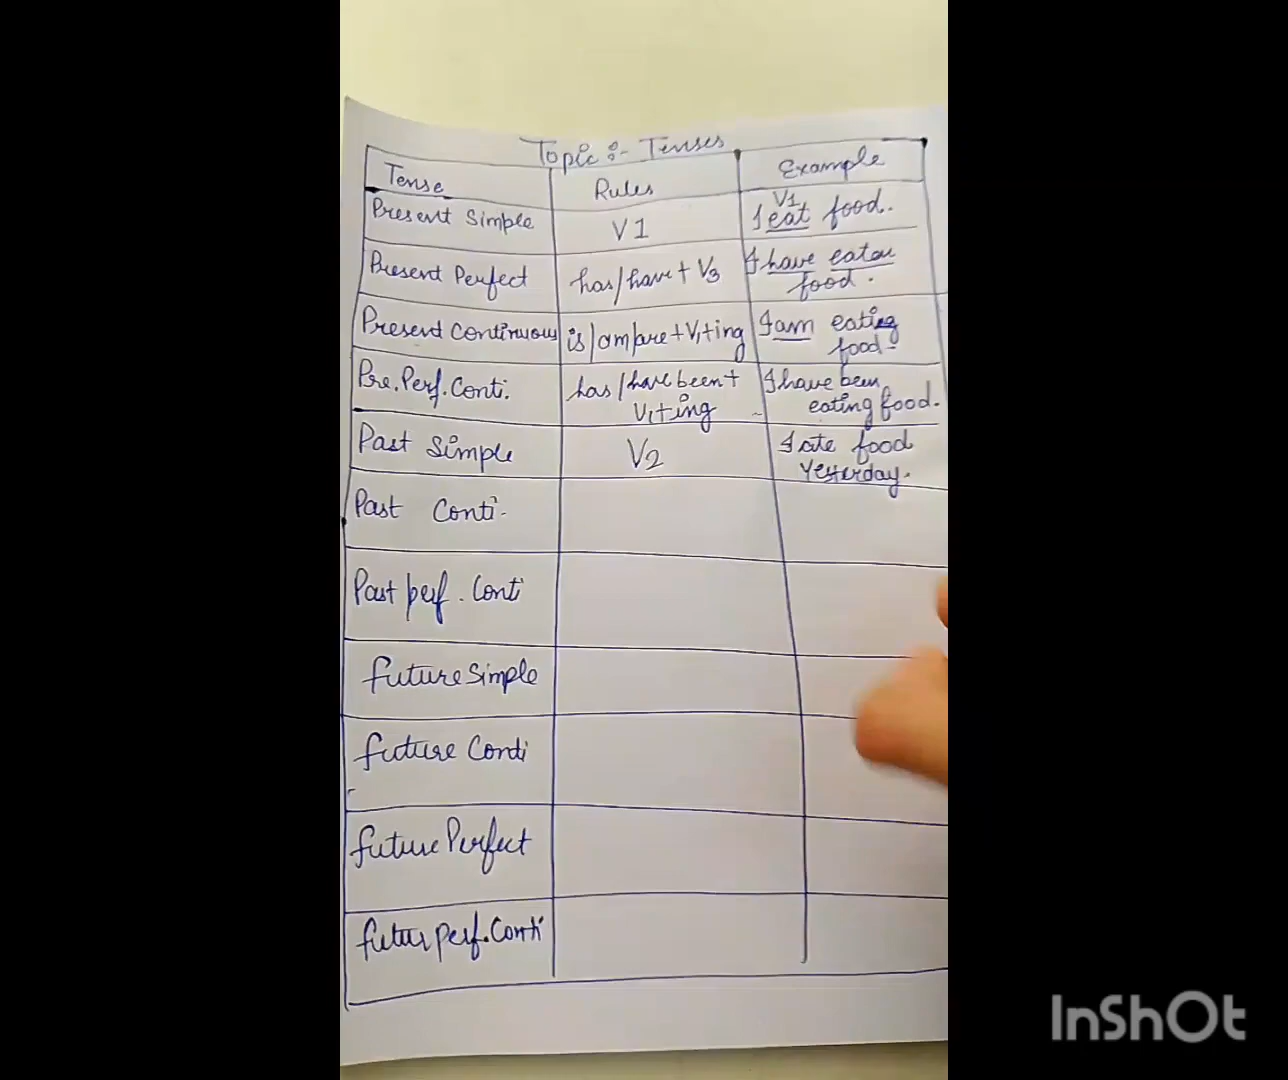 Topic :- Tenses
Tense Rules Example
Present Simple V1 V1 I eat food.
Present Perfect has/have + V3 I have eaten food.
Present Continuous is/am/are + V1+ing I am eating food.
Pre. Perf. Conti. has/have been + V1+ing I have been eating food.
Past Simple V2 I ate food Yesterday.
Past Conti.
Past perf. Conti
future Simple
future Conti
future Perfect
futur perf. Conti
InShOt